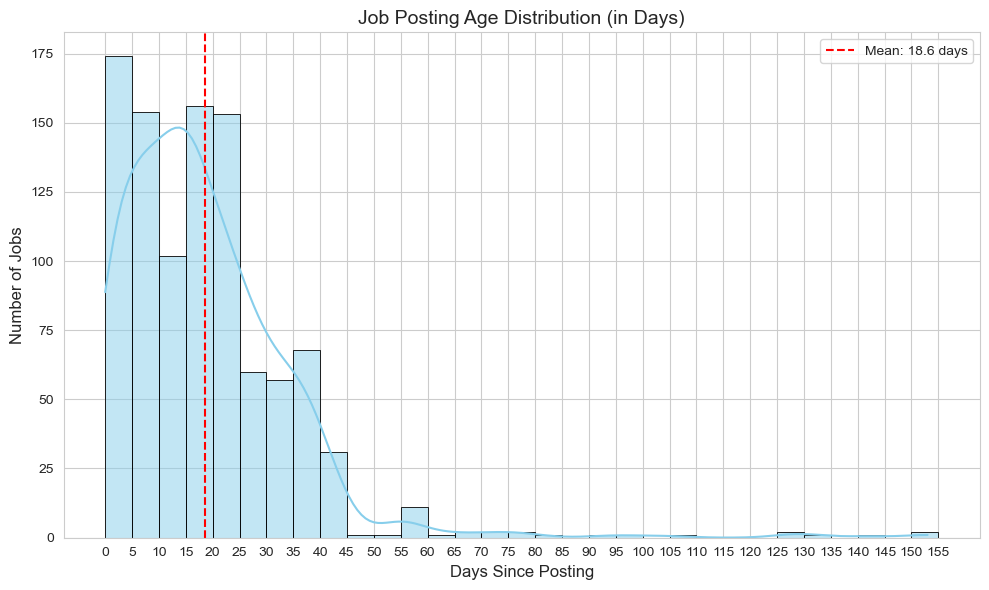 Job Posting Age Distribution (in Days)
Mean: 18.6 days
Number of Jobs
175
150
125
100
75
50
25
0
0 5 10 15 20 25 30 35 40 45 50 55 60 65 70 75 80 85 90 95 100 105 110 115 120 125 130 135 140 145 150 155
Days Since Posting